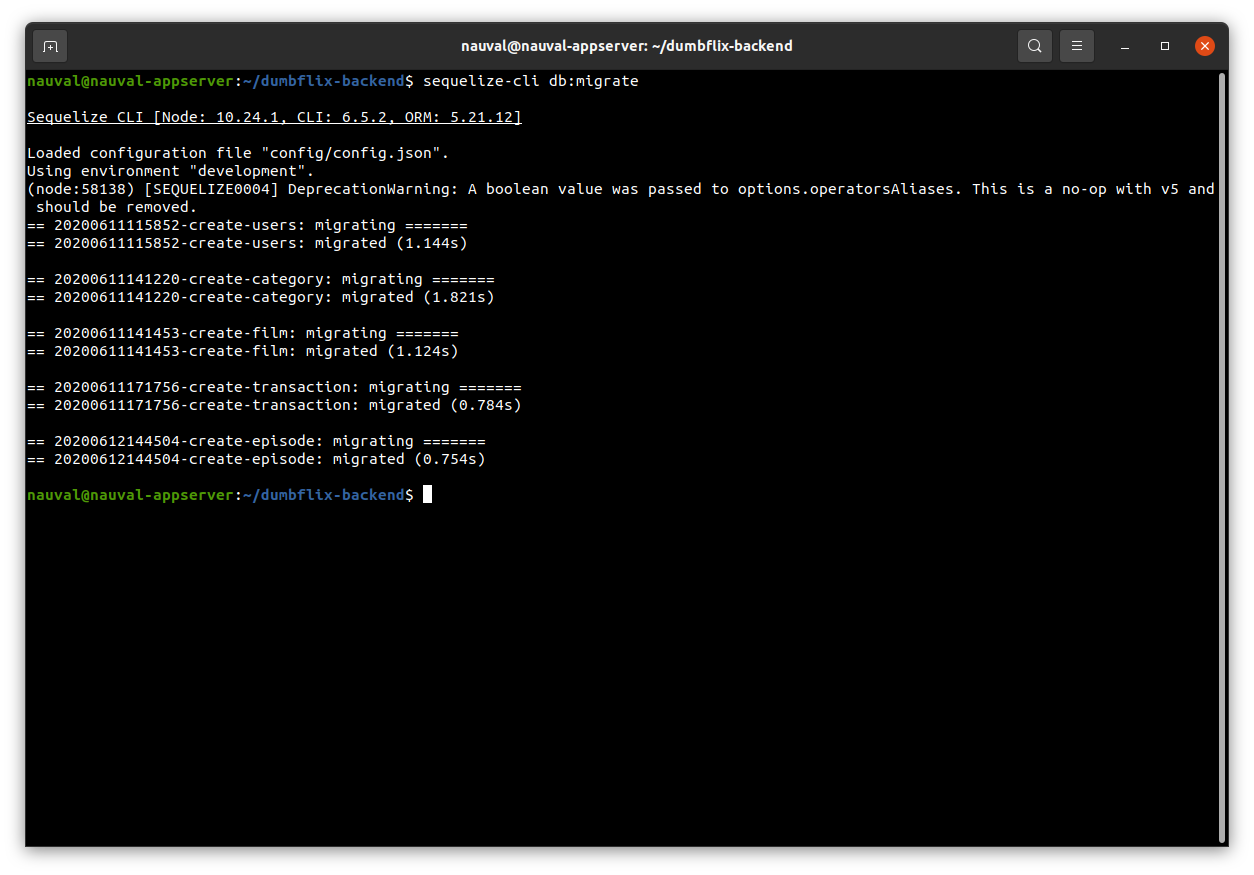 nauval@nauval-appserver: ~/dumbflix-backend
nauval@nauval-appserver:~/dumbflix-backend$ sequelize-cli db:migrate
Sequelize CLI [Node: 10.24.1, CLI: 6.5.2, ORM: 5.21.12]
Loaded configuration file "config/config.json".
Using environment "development".
(node:58138) [SEQUELIZE0004] DeprecationWarning: A boolean value was passed to options.operatorsAliases. This is a no-op with v5 and
 should be removed.
== 20200611115852-create-users: migrating =======
== 20200611115852-create-users: migrated (1.144s)
== 20200611141220-create-category: migrating =======
== 20200611141220-create-category: migrated (1.821s)
== 20200611141453-create-film: migrating =======
== 20200611141453-create-film: migrated (1.124s)
== 20200611171756-create-transaction: migrating =======
== 20200611171756-create-transaction: migrated (0.784s)
== 20200612144504-create-episode: migrating =======
== 20200612144504-create-episode: migrated (0.754s)
nauval@nauval-appserver:~/dumbflix-backend$